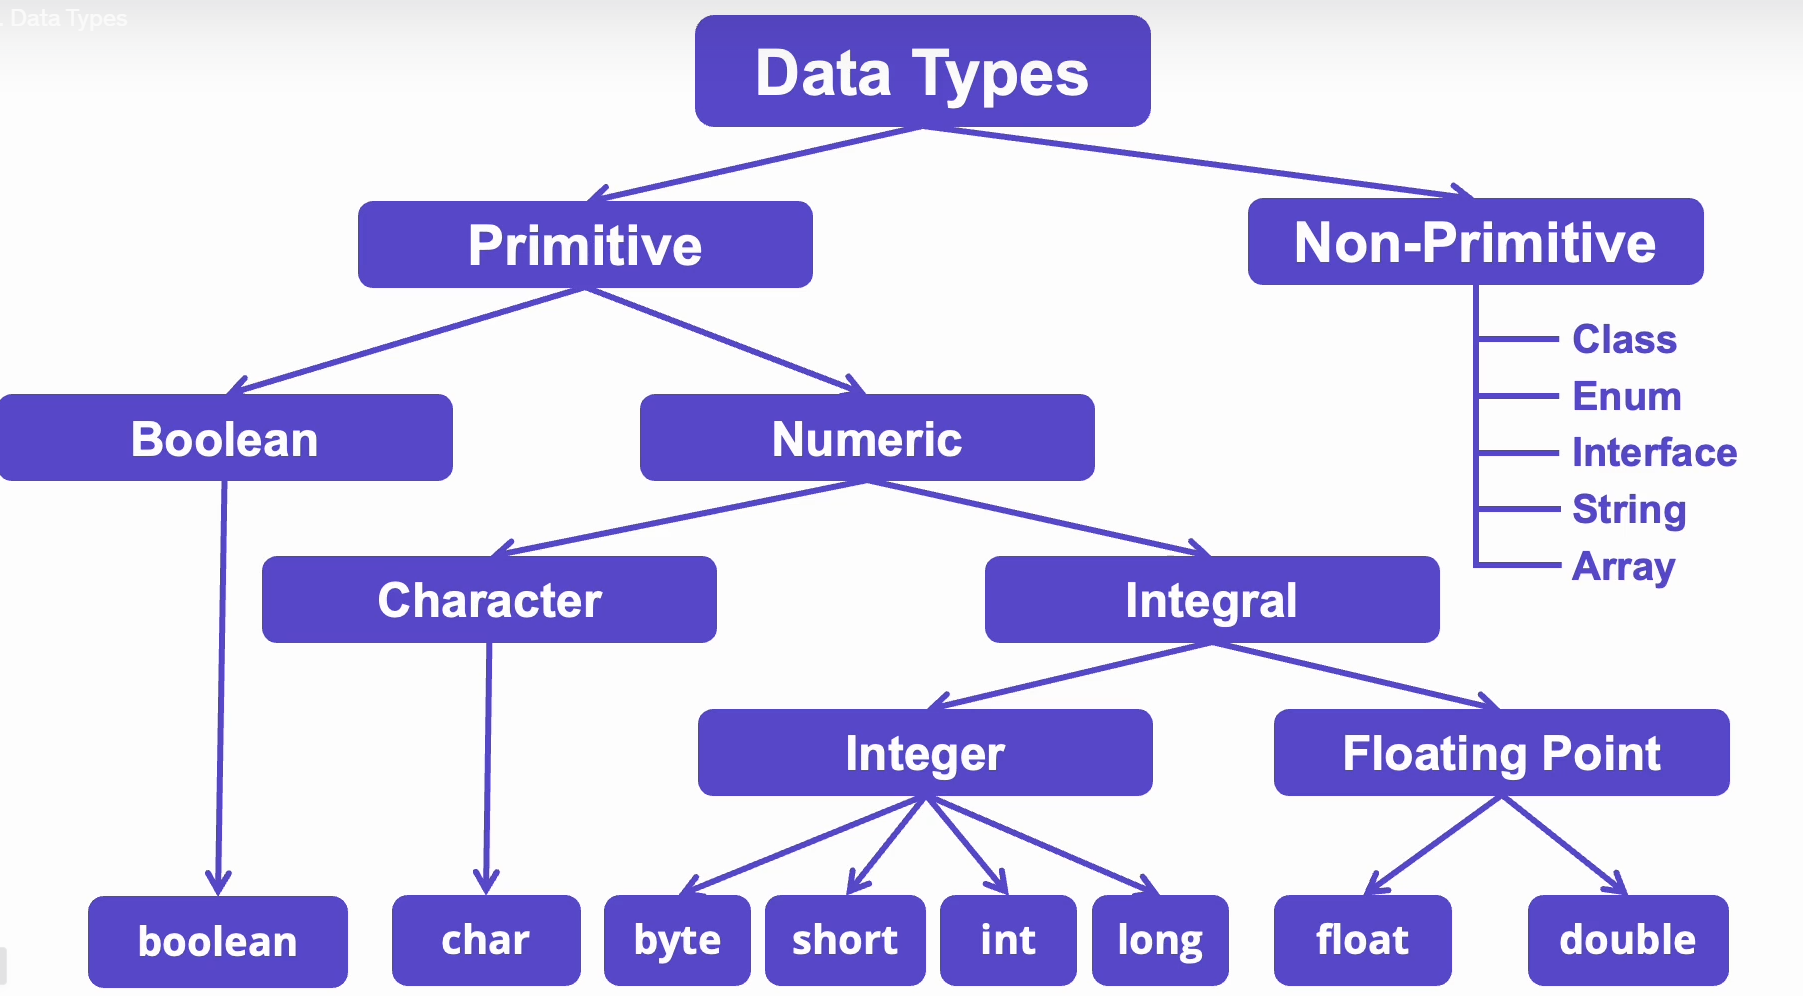 . Data Types
Data Types
Primitive
Non-Primitive
Class
Enum
Interface
String
Array
Boolean
Numeric
Character
Integral
Integer
Floating Point
boolean
char
byte
short
int
long
float
double